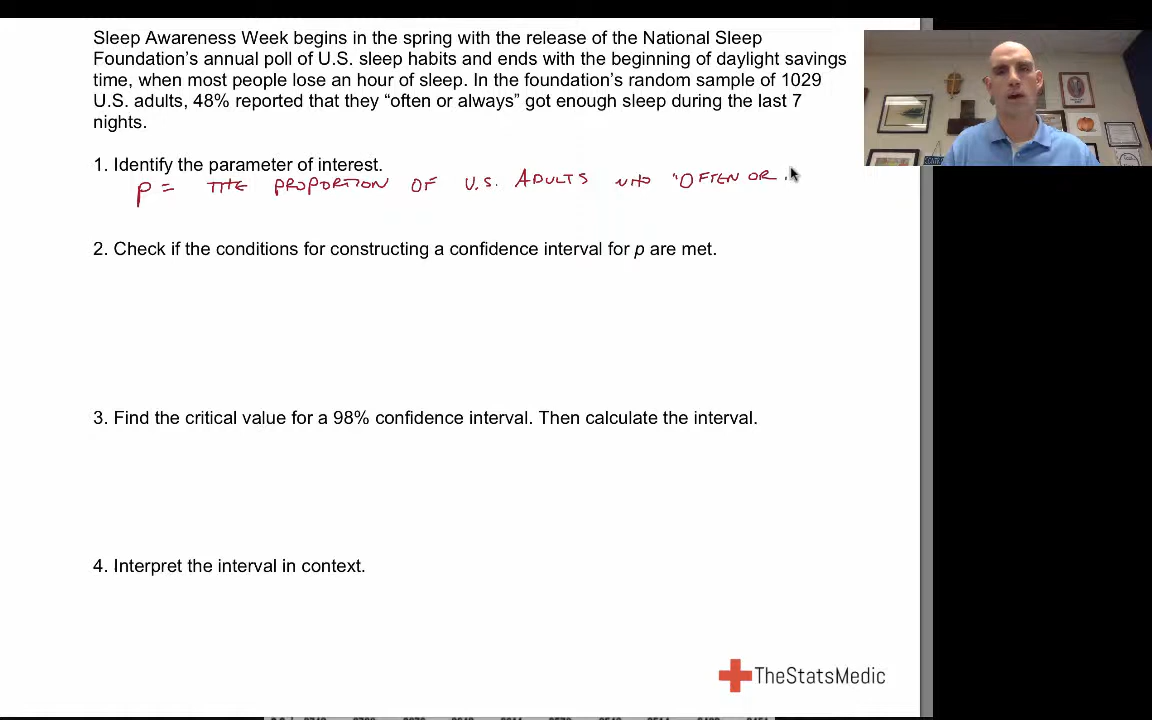 Sleep Awareness Week begins in the spring with the release of the National Sleep
Foundation’s annual poll of U.S. sleep habits and ends with the beginning of daylight savings
time, when most people lose an hour of sleep. In the foundation’s random sample of 1029
U.S. adults, 48% reported that they “often or always” got enough sleep during the last 7
nights.
1. Identify the parameter of interest.
p = THE PROPORTION OF U.S. ADULTS WHO "OFTEN OR
2. Check if the conditions for constructing a confidence interval for p are met.
3. Find the critical value for a 98% confidence interval. Then calculate the interval.
4. Interpret the interval in context.
TheStatsMedic